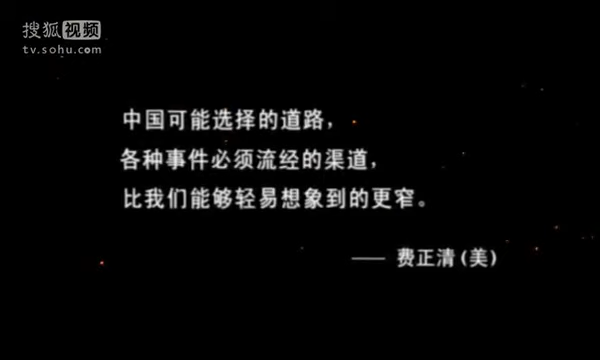 搜狐视频
tv.sohu.com
中国可能选择的道路，
各种事件必须流经的渠道，
比我们能够轻易想象到的更窄。
—— 费正清(美)